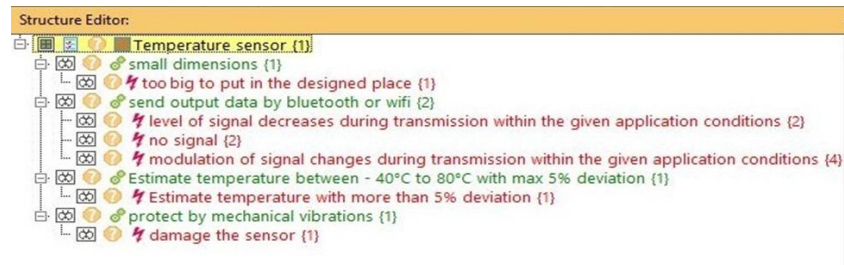 Structure Editor:
Temperature sensor {1}
small dimensions {1}
too big to put in the designed place {1}
send output data by bluetooth or wifi {2}
level of signal decreases during transmission within the given application conditions {2}
no signal {2}
modulation of signal changes during transmission within the given application conditions {4}
Estimate temperature between - 40°C to 80°C with max 5% deviation {1}
Estimate temperature with more than 5% deviation {1}
protect by mechanical vibrations {1}
damage the sensor {1}